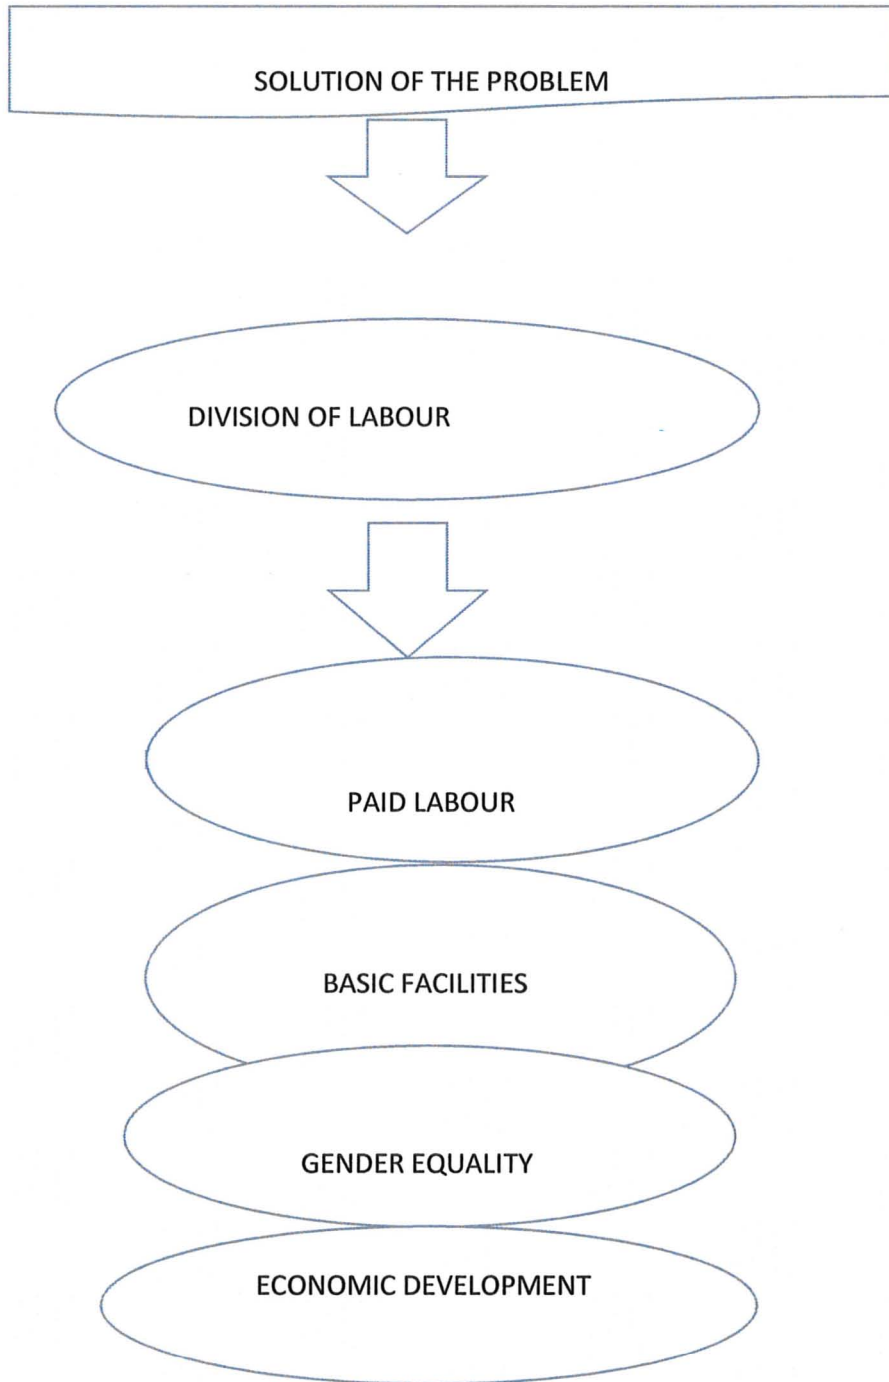 SOLUTION OF THE PROBLEM
DIVISION OF LABOUR
PAID LABOUR
BASIC FACILITIES
GENDER EQUALITY
ECONOMIC DEVELOPMENT